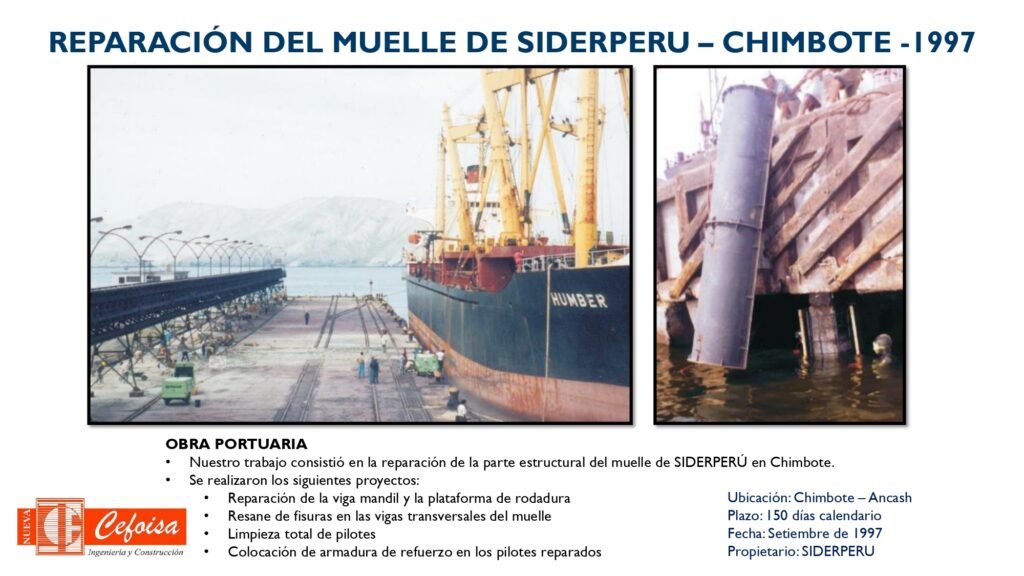 REPARACIÓN DEL MUELLE DE SIDERPERU – CHIMBOTE -1997
HUMBER
OBRA PORTUARIA
• Nuestro trabajo consistió en la reparación de la parte estructural del muelle de SIDERPERÚ en Chimbote.
• Se realizaron los siguientes proyectos:
• Reparación de la viga mandil y la plataforma de rodadura
• Resane de fisuras en las vigas transversales del muelle
• Limpieza total de pilotes
• Colocación de armadura de refuerzo en los pilotes reparados
Ubicación: Chimbote – Ancash
Plazo: 150 días calendario
Fecha: Setiembre de 1997
Propietario: SIDERPERU
NUEVA
Cefoisa
Ingeniería y Construcción